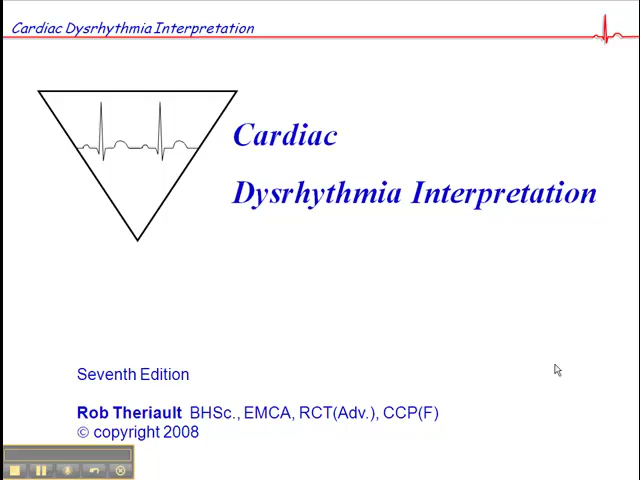 Cardiac Dysrhythmia Interpretation
Cardiac
Dysrhythmia Interpretation
Seventh Edition
Rob Theriault BHSc., EMCA, RCT(Adv.), CCP(F)
© copyright 2008